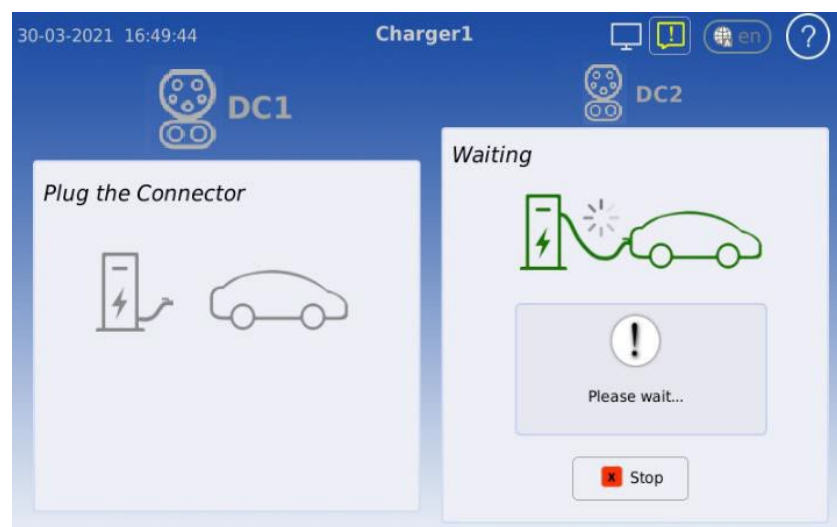 30-03-2021 16:49:44
Charger1
en
?
DC1
DC2
Plug the Connector
Waiting
!
Please wait...
x Stop